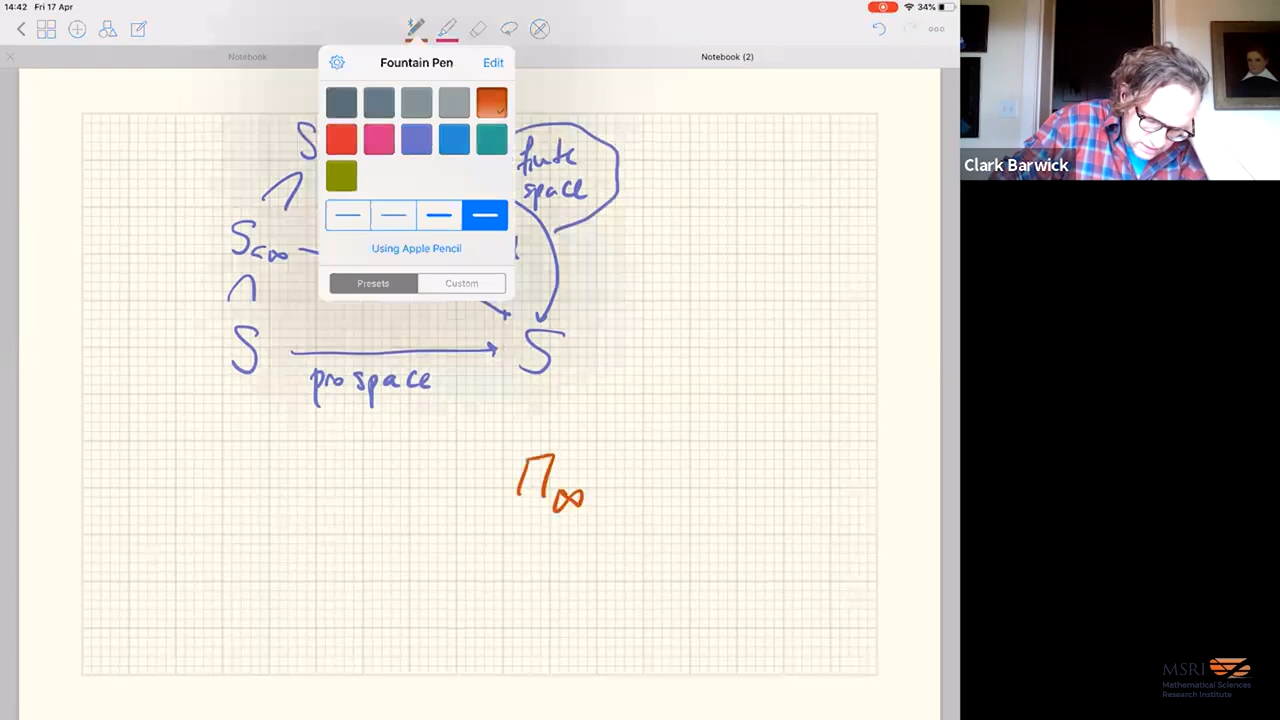 14:42 Fri 17 Apr
34%
Notebook
Notebook (2)
Fountain Pen
Edit
Using Apple Pencil
Presets
Custom
S
finite
space
S<∞
S
S
pro space
Π∞
Clark Barwick
MSRI
Mathematical Sciences
Research Institute